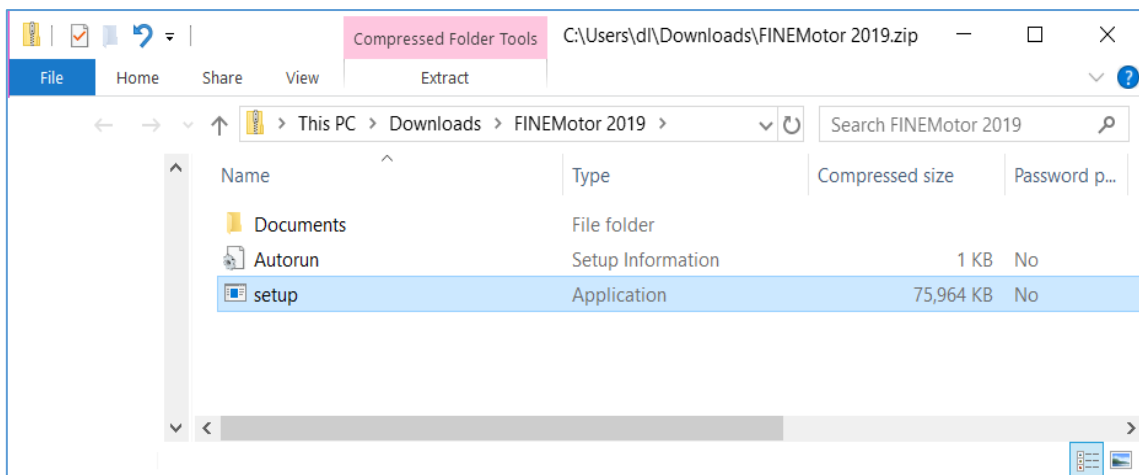 Compressed Folder Tools C:\Users\dl\Downloads\FINEMotor 2019.zip
File Home Share View Extract
This PC > Downloads > FINEMotor 2019 > Search FINEMotor 2019
Name Type Compressed size Password p...
Documents File folder
Autorun Setup Information 1 KB No
setup Application 75,964 KB No